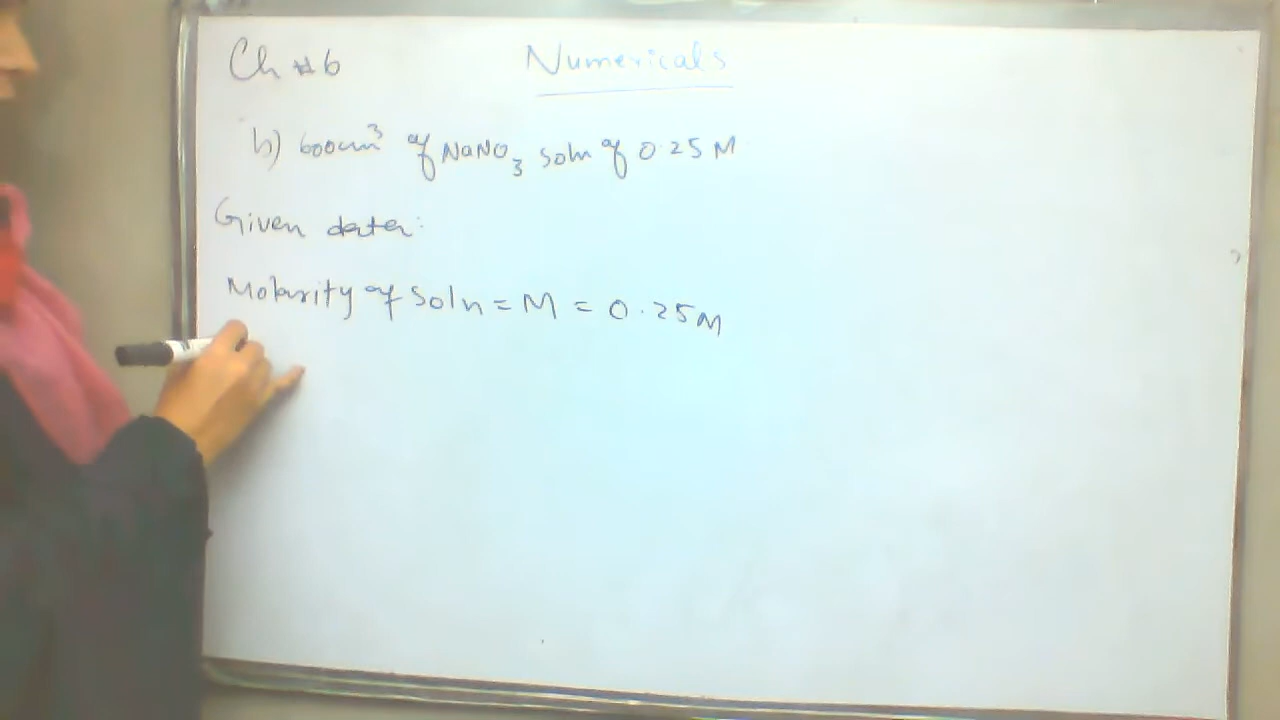 Ch #6 Numericals
b) 600cm³ of NaNO₃ soln of 0.25 M
Given data:
Molarity of soln = M = 0.25M